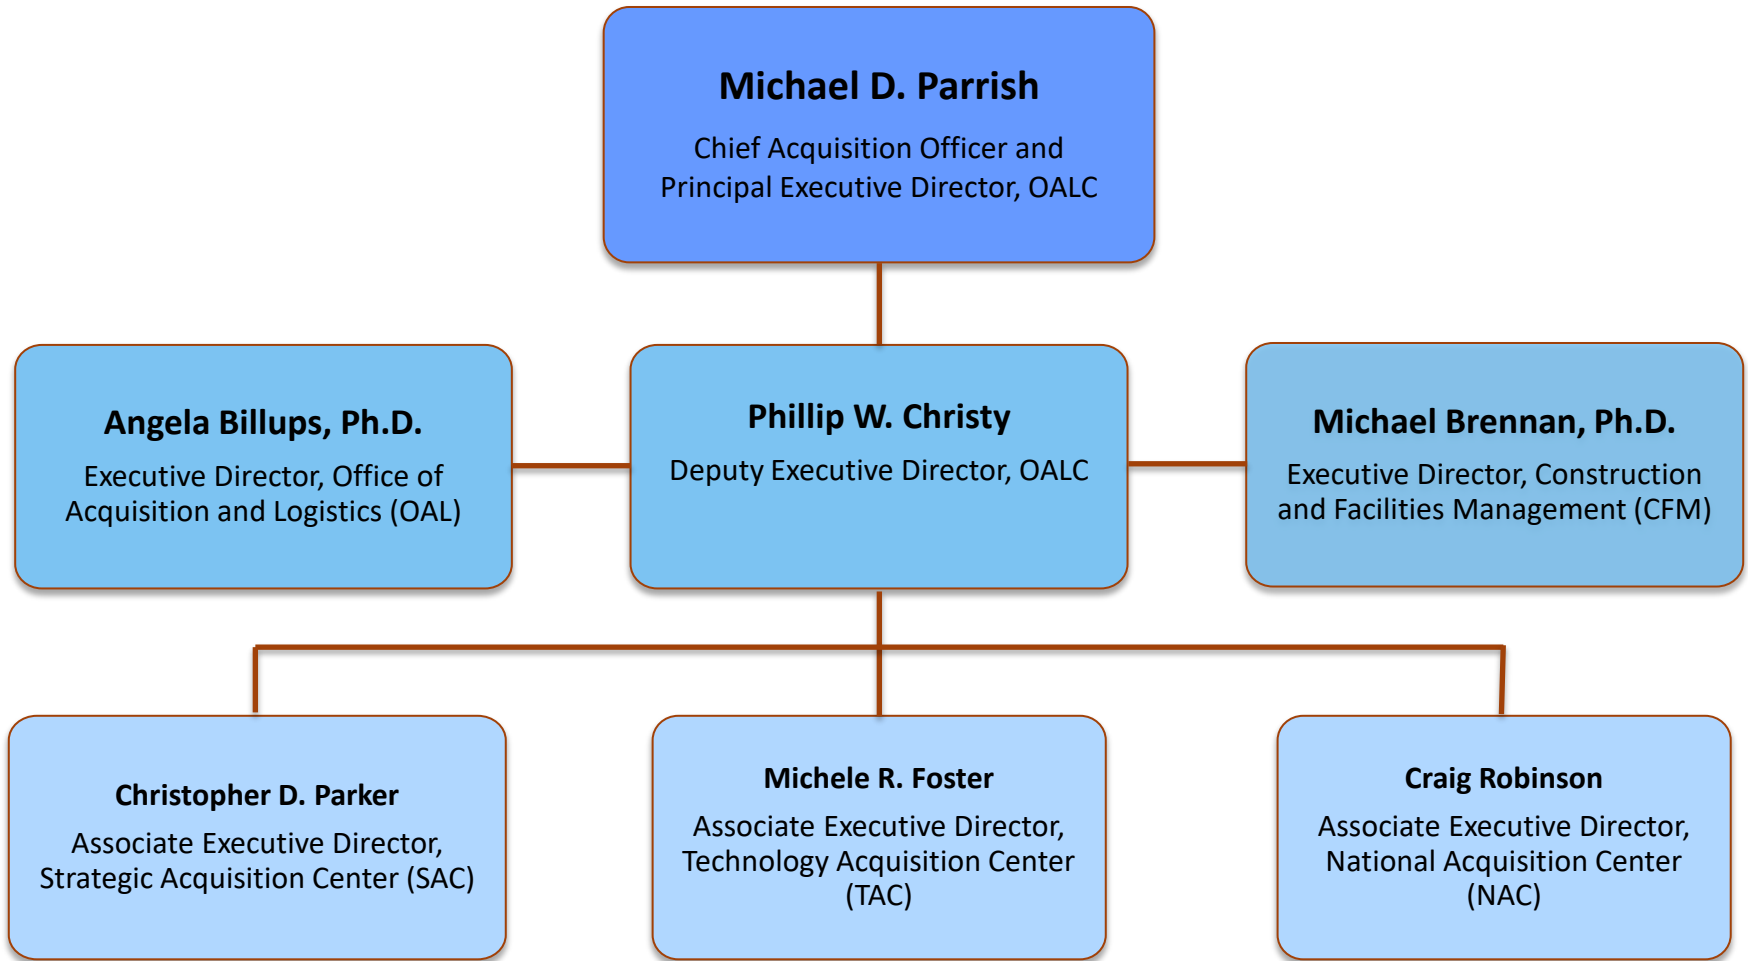 Michael D. Parrish
Chief Acquisition Officer and
Principal Executive Director, OALC
Angela Billups, Ph.D.
Executive Director, Office of
Acquisition and Logistics (OAL)
Phillip W. Christy
Deputy Executive Director, OALC
Michael Brennan, Ph.D.
Executive Director, Construction
and Facilities Management (CFM)
Christopher D. Parker
Associate Executive Director,
Strategic Acquisition Center (SAC)
Michele R. Foster
Associate Executive Director,
Technology Acquisition Center
(TAC)
Craig Robinson
Associate Executive Director,
National Acquisition Center
(NAC)